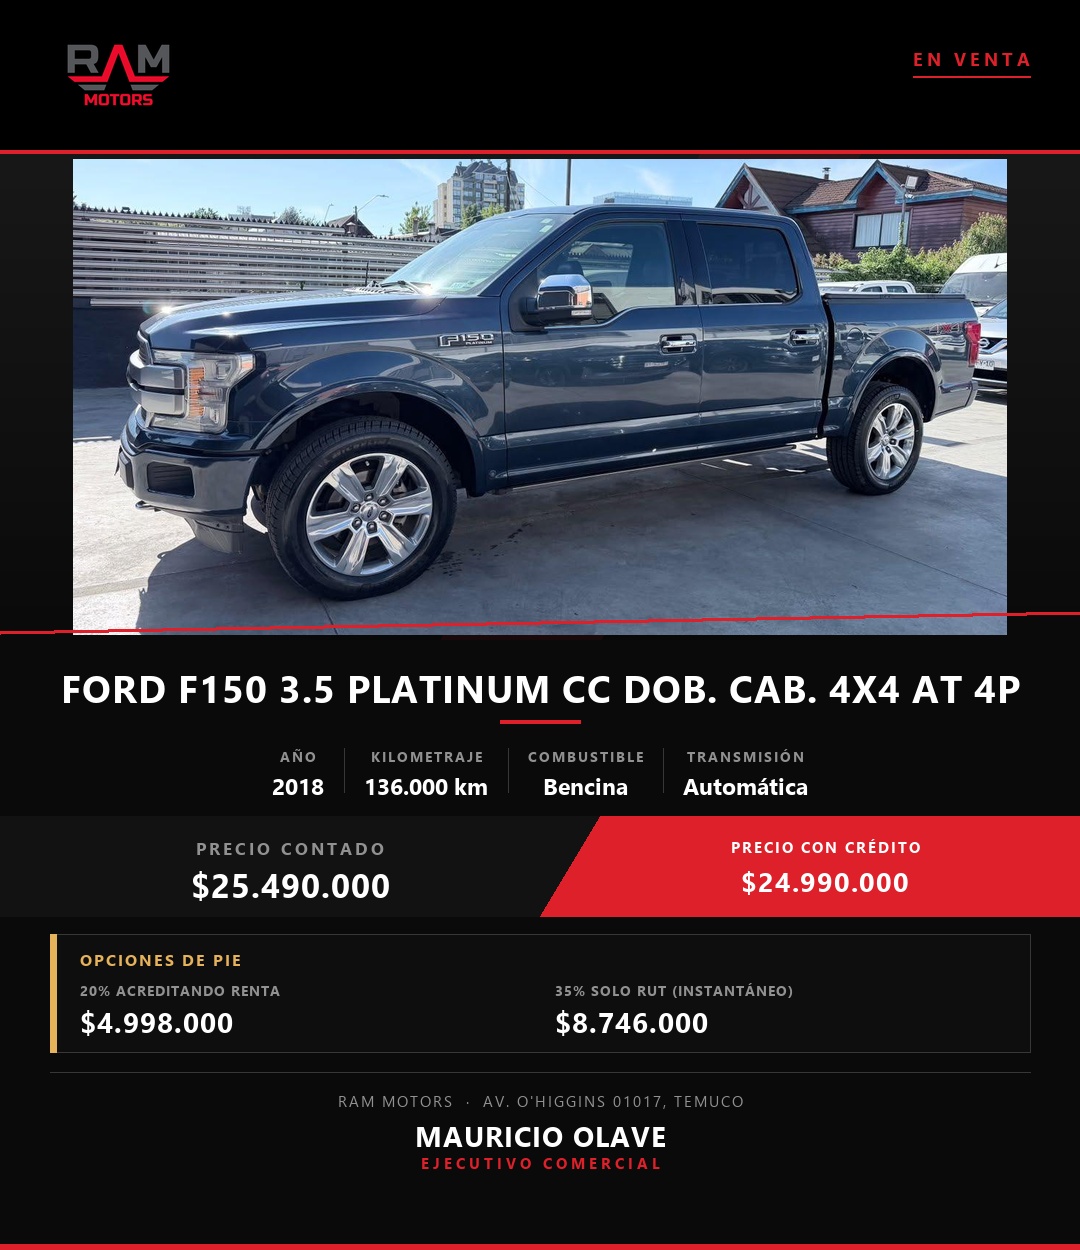 RAM
MOTORS
EN VENTA
F150
PLATINUM
FORD F150 3.5 PLATINUM CC DOB. CAB. 4X4 AT 4P
AÑO
KILOMETRAJE
COMBUSTIBLE
TRANSMISIÓN
2018
136.000 km
Bencina
Automática
PRECIO CONTADO
$25.490.000
PRECIO CON CRÉDITO
$24.990.000
OPCIONES DE PIE
20% ACREDITANDO RENTA
35% SOLO RUT (INSTANTÁNEO)
$4.998.000
$8.746.000
RAM MOTORS · AV. O'HIGGINS 01017, TEMUCO
MAURICIO OLAVE
EJECUTIVO COMERCIAL